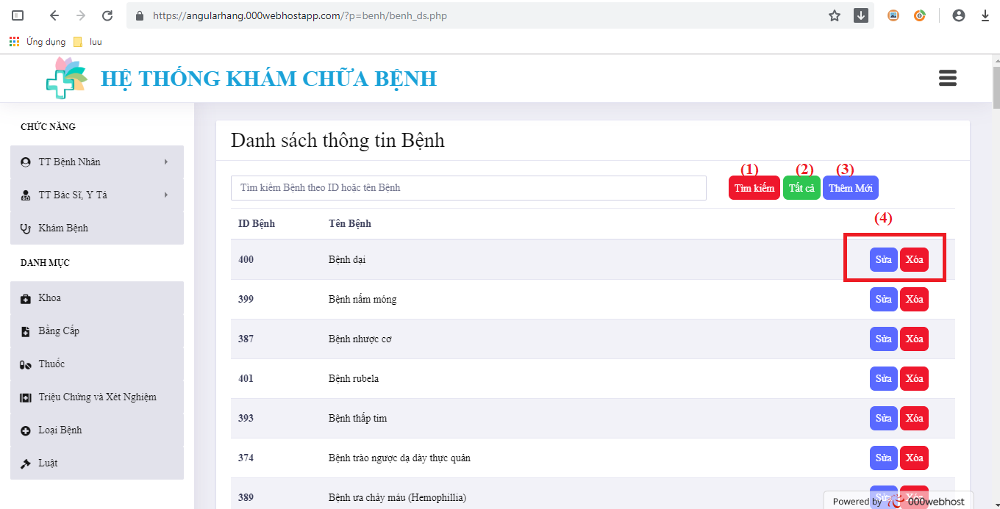 https://angularhang.000webhostapp.com/?p=benh/benh_ds.php
Ứng dụng luu
HỆ THỐNG KHÁM CHỮA BỆNH
CHỨC NĂNG
TT Bệnh Nhân
TT Bác Sĩ, Y Tá
Khám Bệnh
DANH MỤC
Khoa
Bằng Cấp
Thuốc
Triệu Chứng và Xét Nghiệm
Loại Bệnh
Luật
Danh sách thông tin Bệnh
(1) (2) (3)
Tìm kiếm Bệnh theo ID hoặc tên Bệnh Tìm kiếm Tất cả Thêm Mới
(4)
ID Bệnh Tên Bệnh
400 Bệnh dại Sửa Xóa
399 Bệnh nấm móng Sửa Xóa
387 Bệnh nhược cơ Sửa Xóa
401 Bệnh rubela Sửa Xóa
393 Bệnh thấp tim Sửa Xóa
374 Bệnh trào ngược dạ dày thực quản Sửa Xóa
389 Bệnh ưa chảy máu (Hemophillia) Sửa Xóa
Powered by 000webhost